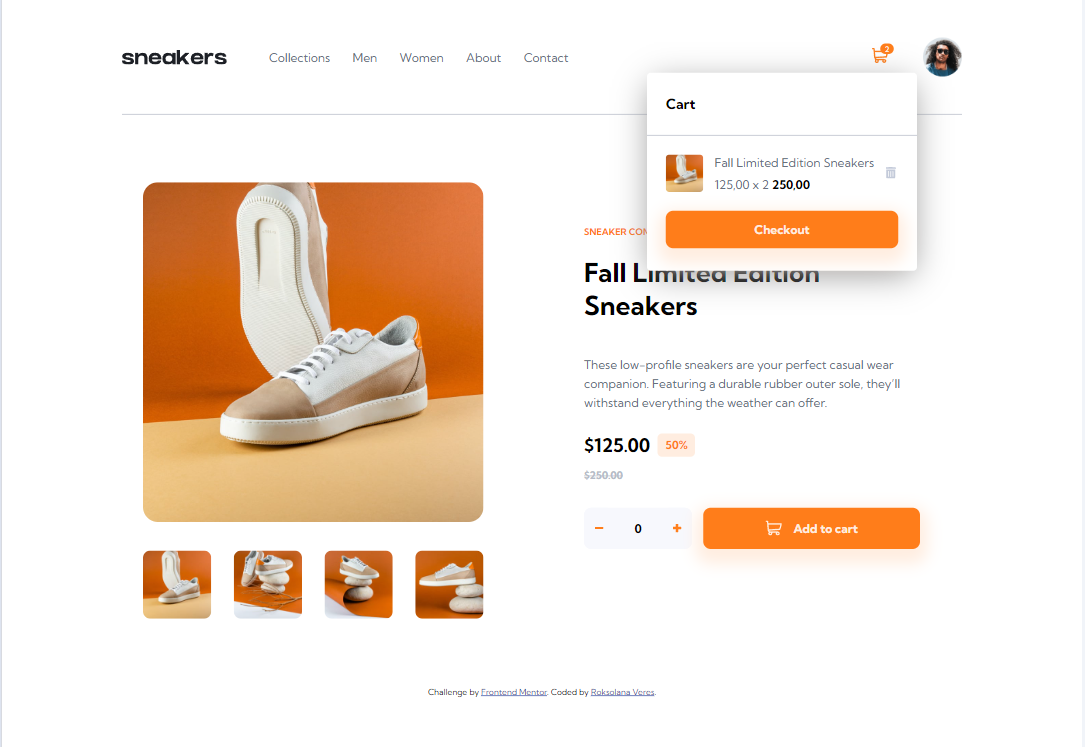 sneakers
Collections Men Women About Contact
2
Cart
Fall Limited Edition Sneakers
125,00 x 2 250,00
Checkout
SNEAKER
Fall Limited Edition
Sneakers
These low-profile sneakers are your perfect casual wear
companion. Featuring a durable rubber outer sole, they’ll
withstand everything the weather can offer.
$125.00 50%
$250.00
− 0 + Add to cart
Challenge by Frontend Mentor. Coded by Roksolana Veres.